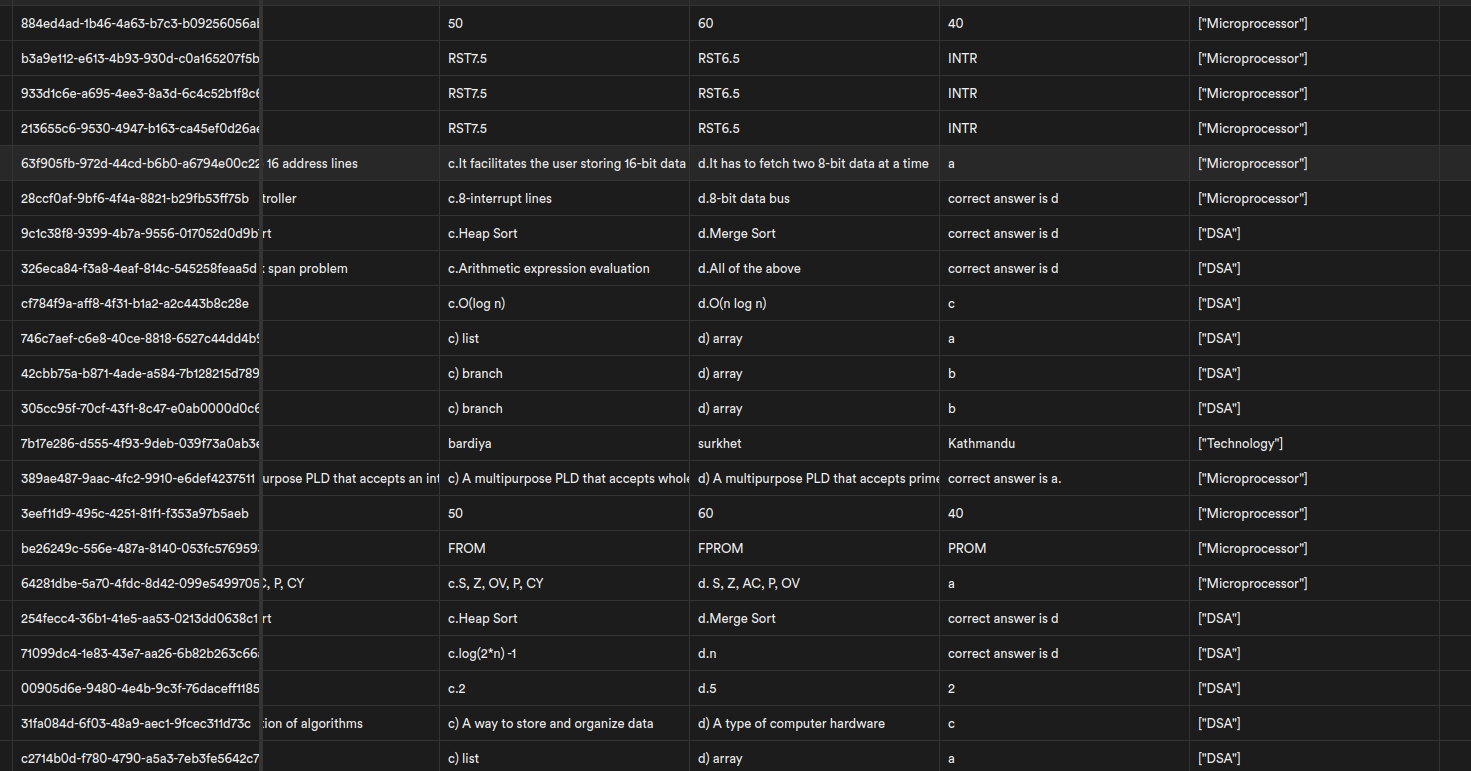 884ed4ad-1b46-4a63-b7c3-b09256056al 50 60 40 ["Microprocessor"]
b3a9e112-e613-4b93-930d-c0a165207f5b RST7.5 RST6.5 INTR ["Microprocessor"]
933d1c6e-a695-4ee3-8a3d-6c4c52b1f8c6 RST7.5 RST6.5 INTR ["Microprocessor"]
213655c6-9530-4947-b163-ca45ef0d26ae RST7.5 RST6.5 INTR ["Microprocessor"]
63f905fb-972d-44cd-b6b0-a6794e00c22 16 address lines c.It facilitates the user storing 16-bit data d.It has to fetch two 8-bit data at a time a ["Microprocessor"]
28ccf0af-9bf6-4f4a-8821-b29fb53ff75b troller c.8-interrupt lines d.8-bit data bus correct answer is d ["Microprocessor"]
9c1c38f8-9399-4b7a-9556-017052d0d9b rt c.Heap Sort d.Merge Sort correct answer is d ["DSA"]
326eca84-f3a8-4eaf-814c-545258feaa5d span problem c.Arithmetic expression evaluation d.All of the above correct answer is d ["DSA"]
cf784f9a-aff8-4f31-b1a2-a2c443b8c28e c.O(log n) d.O(n log n) c ["DSA"]
746c7aef-c6e8-40ce-8818-6527c44dd4b9 c) list d) array a ["DSA"]
42cbb75a-b871-4ade-a584-7b128215d789 c) branch d) array b ["DSA"]
305cc95f-70cf-43f1-8c47-e0ab0000d0c6 c) branch d) array b ["DSA"]
7b17e286-d555-4f93-9deb-039f73a0ab3e bardiya surkhet Kathmandu ["Technology"]
389ae487-9aac-4fc2-9910-e6def4237511 urpose PLD that accepts an int c) A multipurpose PLD that accepts whole d) A multipurpose PLD that accepts prime correct answer is a. ["Microprocessor"]
3eef11d9-495c-4251-81f1-f353a97b5aeb 50 60 40 ["Microprocessor"]
be26249c-556e-487a-8140-053fc5769593 FROM FPROM PROM ["Microprocessor"]
64281dbe-5a70-4fdc-8d42-099e5499705 C, P, CY c.S, Z, OV, P, CY d. S, Z, AC, P, OV a ["Microprocessor"]
254fecc4-36b1-41e5-aa53-0213dd0638c1 rt c.Heap Sort d.Merge Sort correct answer is d ["DSA"]
71099dc4-1e83-43e7-aa26-6b82b263c66 c.log(2*n) -1 d.n correct answer is d ["DSA"]
00905d6e-9480-4e4b-9c3f-76daceff1185 c.2 d.5 2 ["DSA"]
31fa084d-6f03-48a9-aec1-9fcec311d73c ion of algorithms c) A way to store and organize data d) A type of computer hardware c ["DSA"]
c2714b0d-f780-4790-a5a3-7eb3fe5642c7 c) list d) array a ["DSA"]